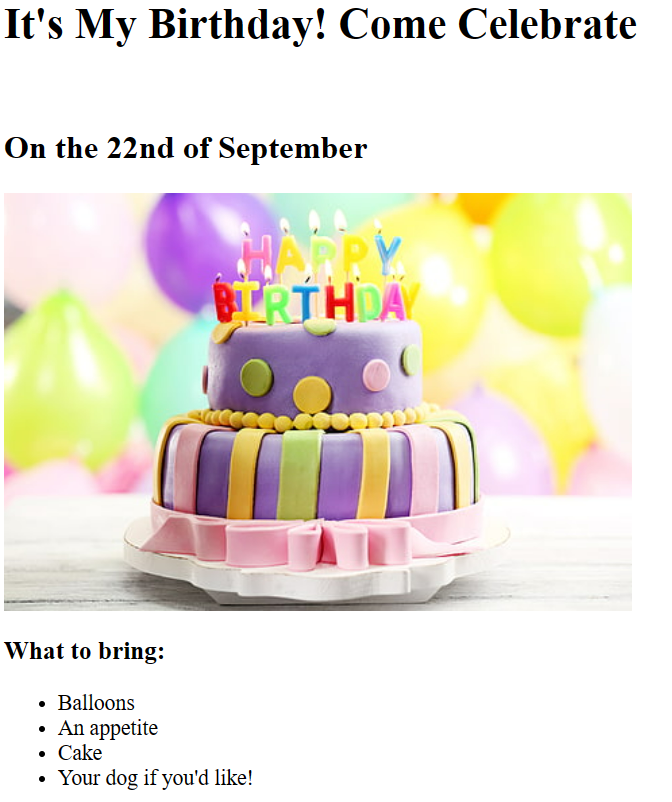 It's My Birthday! Come Celebrate
On the 22nd of September
HAPPY
BIRTHDAY
What to bring:
Balloons
An appetite
Cake
Your dog if you'd like!